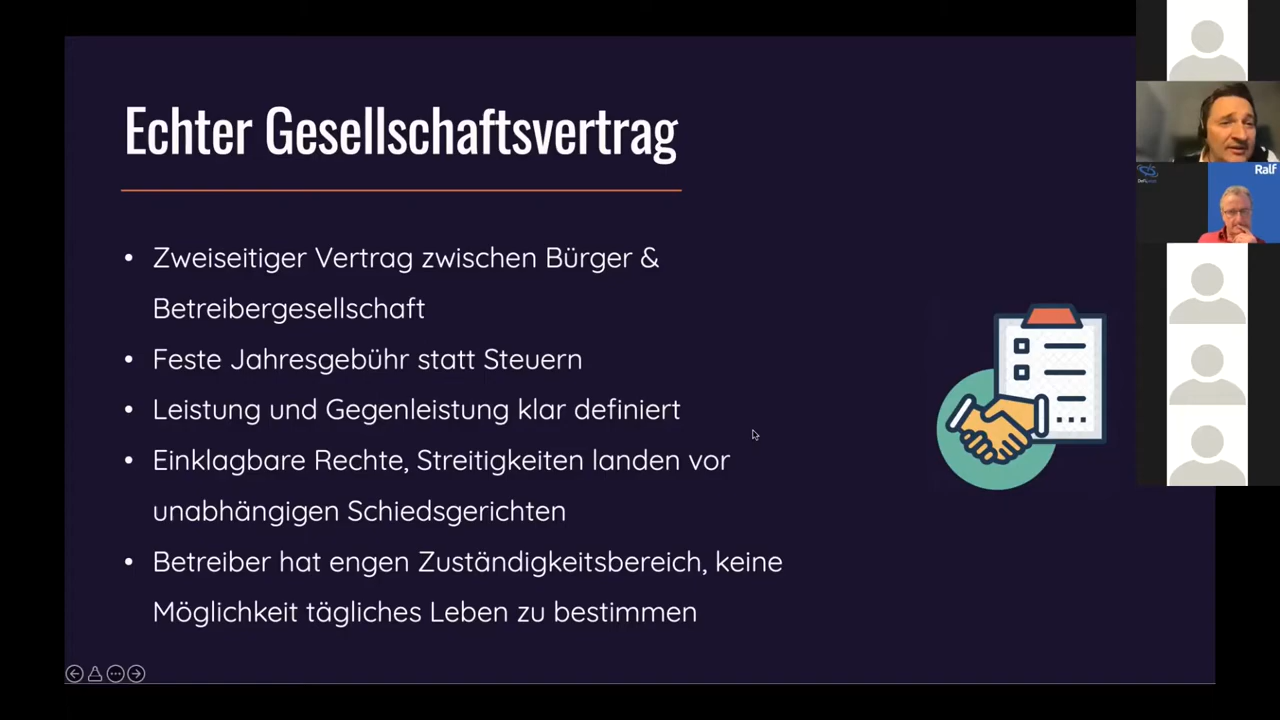 Echter Gesellschaftsvertrag
• Zweiseitiger Vertrag zwischen Bürger &
Betreibergesellschaft
• Feste Jahresgebühr statt Steuern
• Leistung und Gegenleistung klar definiert
• Einklagbare Rechte, Streitigkeiten landen vor
unabhängigen Schiedsgerichten
• Betreiber hat engen Zuständigkeitsbereich, keine
Möglichkeit tägliches Leben zu bestimmen
Ralf